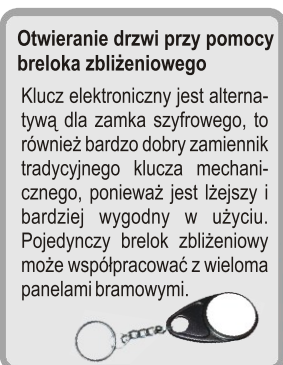 Otwieranie drzwi przy pomocy
breloka zbliżeniowego
Klucz elektroniczny jest alterna-
tywą dla zamka szyfrowego, to
również bardzo dobry zamiennik
tradycyjnego klucza mechani-
cznego, ponieważ jest lżejszy i
bardziej wygodny w użyciu.
Pojedynczy brelok zbliżeniowy
może współpracować z wieloma
panelami bramowymi.